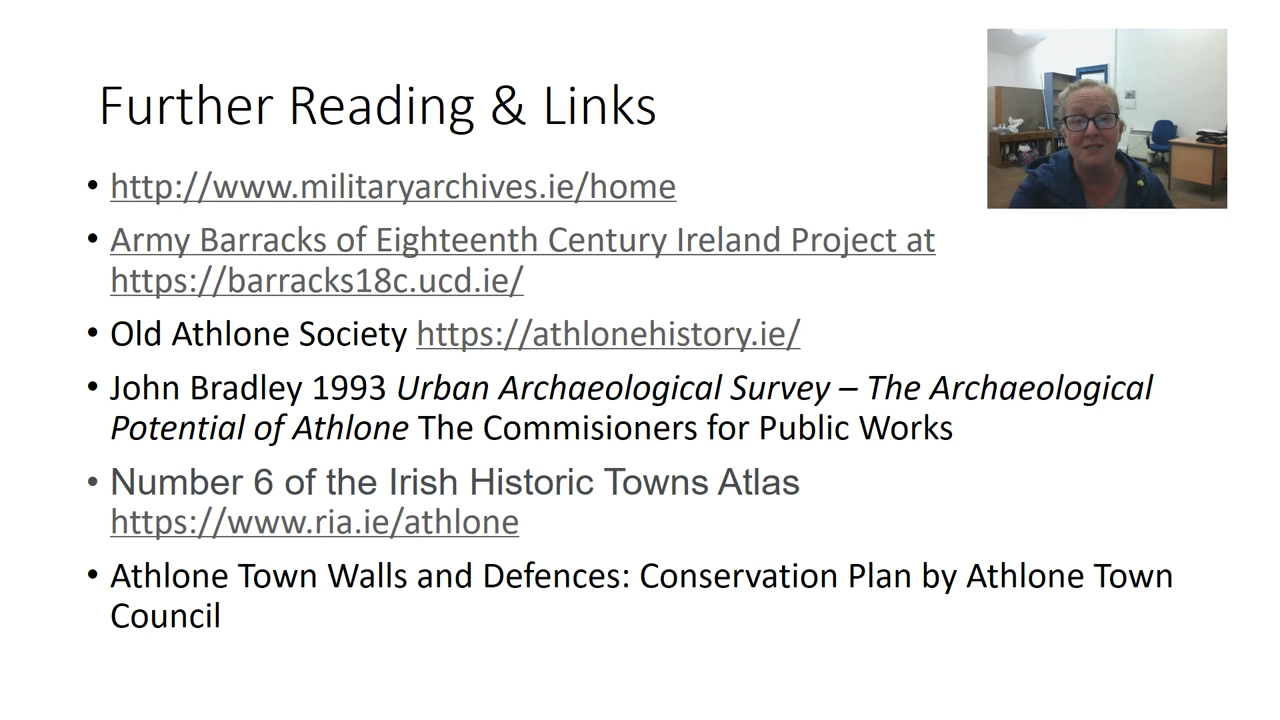 Further Reading & Links
• http://www.militaryarchives.ie/home
• Army Barracks of Eighteenth Century Ireland Project at
https://barracks18c.ucd.ie/
• Old Athlone Society https://athlonehistory.ie/
• John Bradley 1993 Urban Archaeological Survey – The Archaeological
Potential of Athlone The Commisioners for Public Works
• Number 6 of the Irish Historic Towns Atlas
https://www.ria.ie/athlone
• Athlone Town Walls and Defences: Conservation Plan by Athlone Town
Council